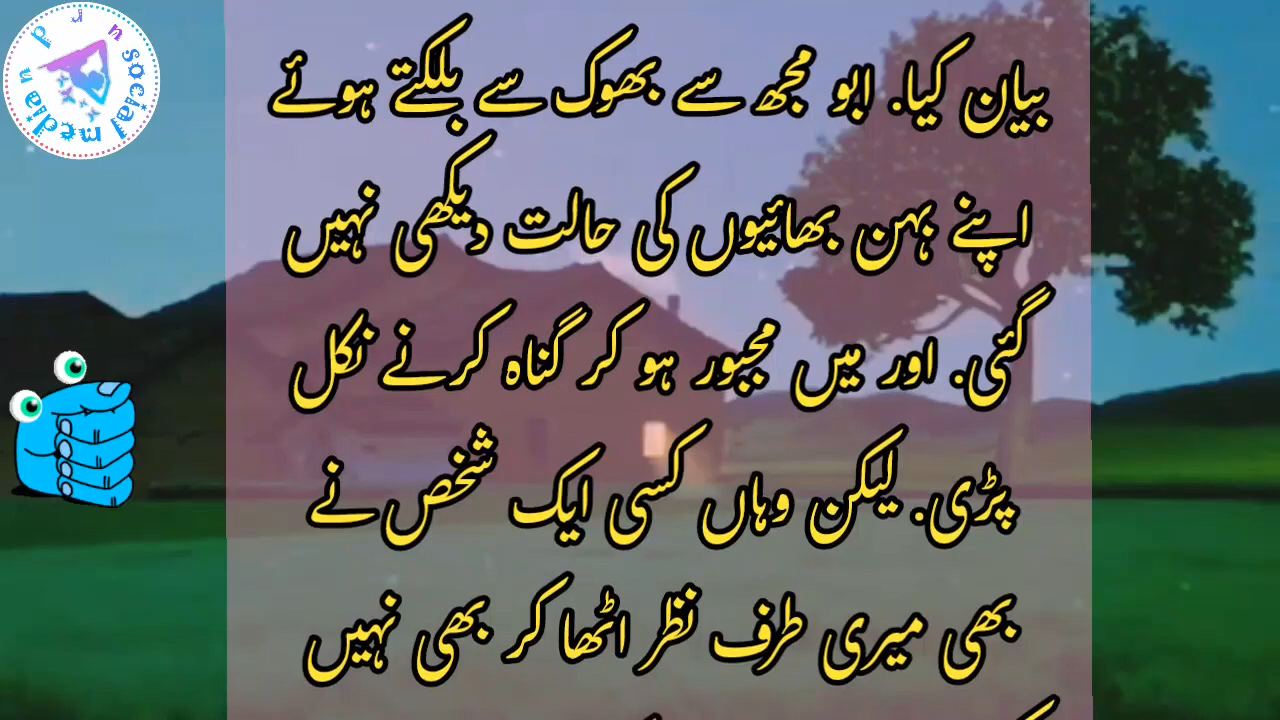 بیان کیا. ابو مجھ سے بھوک سے بلکتے ہوئے
اپنے بہن بھائیوں کی حالت دیکھی نہیں
گئی. اور میں مجبور ہو کر گناہ کرنے نکل
پڑی. لیکن وہاں کسی ایک شخص نے
بھی میری طرف نظر اٹھا کر بھی نہیں
social median